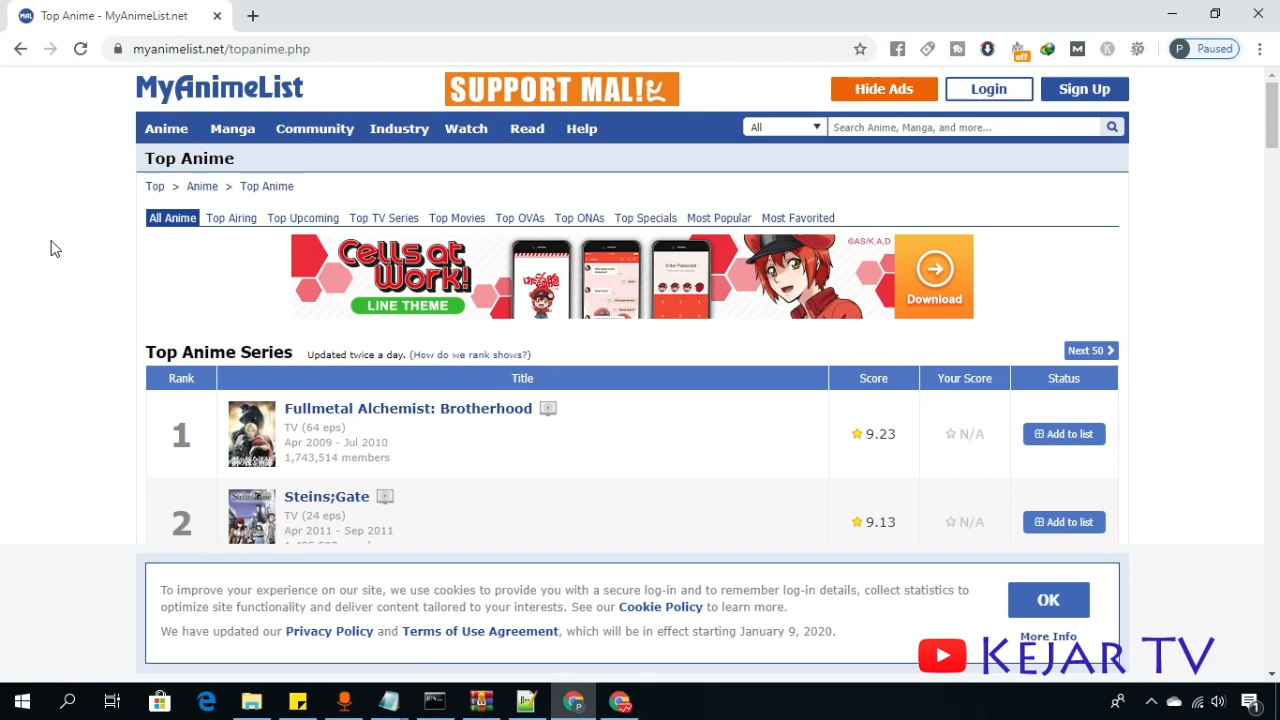 Top Anime - MyAnimeList.net
myanimelist.net/topanime.php
off
P Paused
MyAnimeList
SUPPORT MAL!
Hide Ads
Login
Sign Up
Anime
Manga
Community
Industry
Watch
Read
Help
All
Search Anime, Manga, and more...
Top Anime
Top > Anime > Top Anime
All Anime
Top Airing
Top Upcoming
Top TV Series
Top Movies
Top OVAs
Top ONAs
Top Specials
Most Popular
Most Favorited
Cells at Work!
LINE THEME
©AS/K,A,D
Download
Top Anime Series
Updated twice a day. (How do we rank shows?)
Next 50
Rank
Title
Score
Your Score
Status
1
Fullmetal Alchemist: Brotherhood
TV (64 eps)
Apr 2009 - Jul 2010
1,743,514 members
9.23
N/A
Add to list
2
Steins;Gate
TV (24 eps)
Apr 2011 - Sep 2011
9.13
N/A
Add to list
To improve your experience on our site, we use cookies to provide you with a secure log-in and to remember log-in details, collect statistics to
optimize site functionality and deliver content tailored to your interests. See our Cookie Policy to learn more.
We have updated our Privacy Policy and Terms of Use Agreement, which will be in effect starting January 9, 2020.
OK
More Info
KEJAR TV